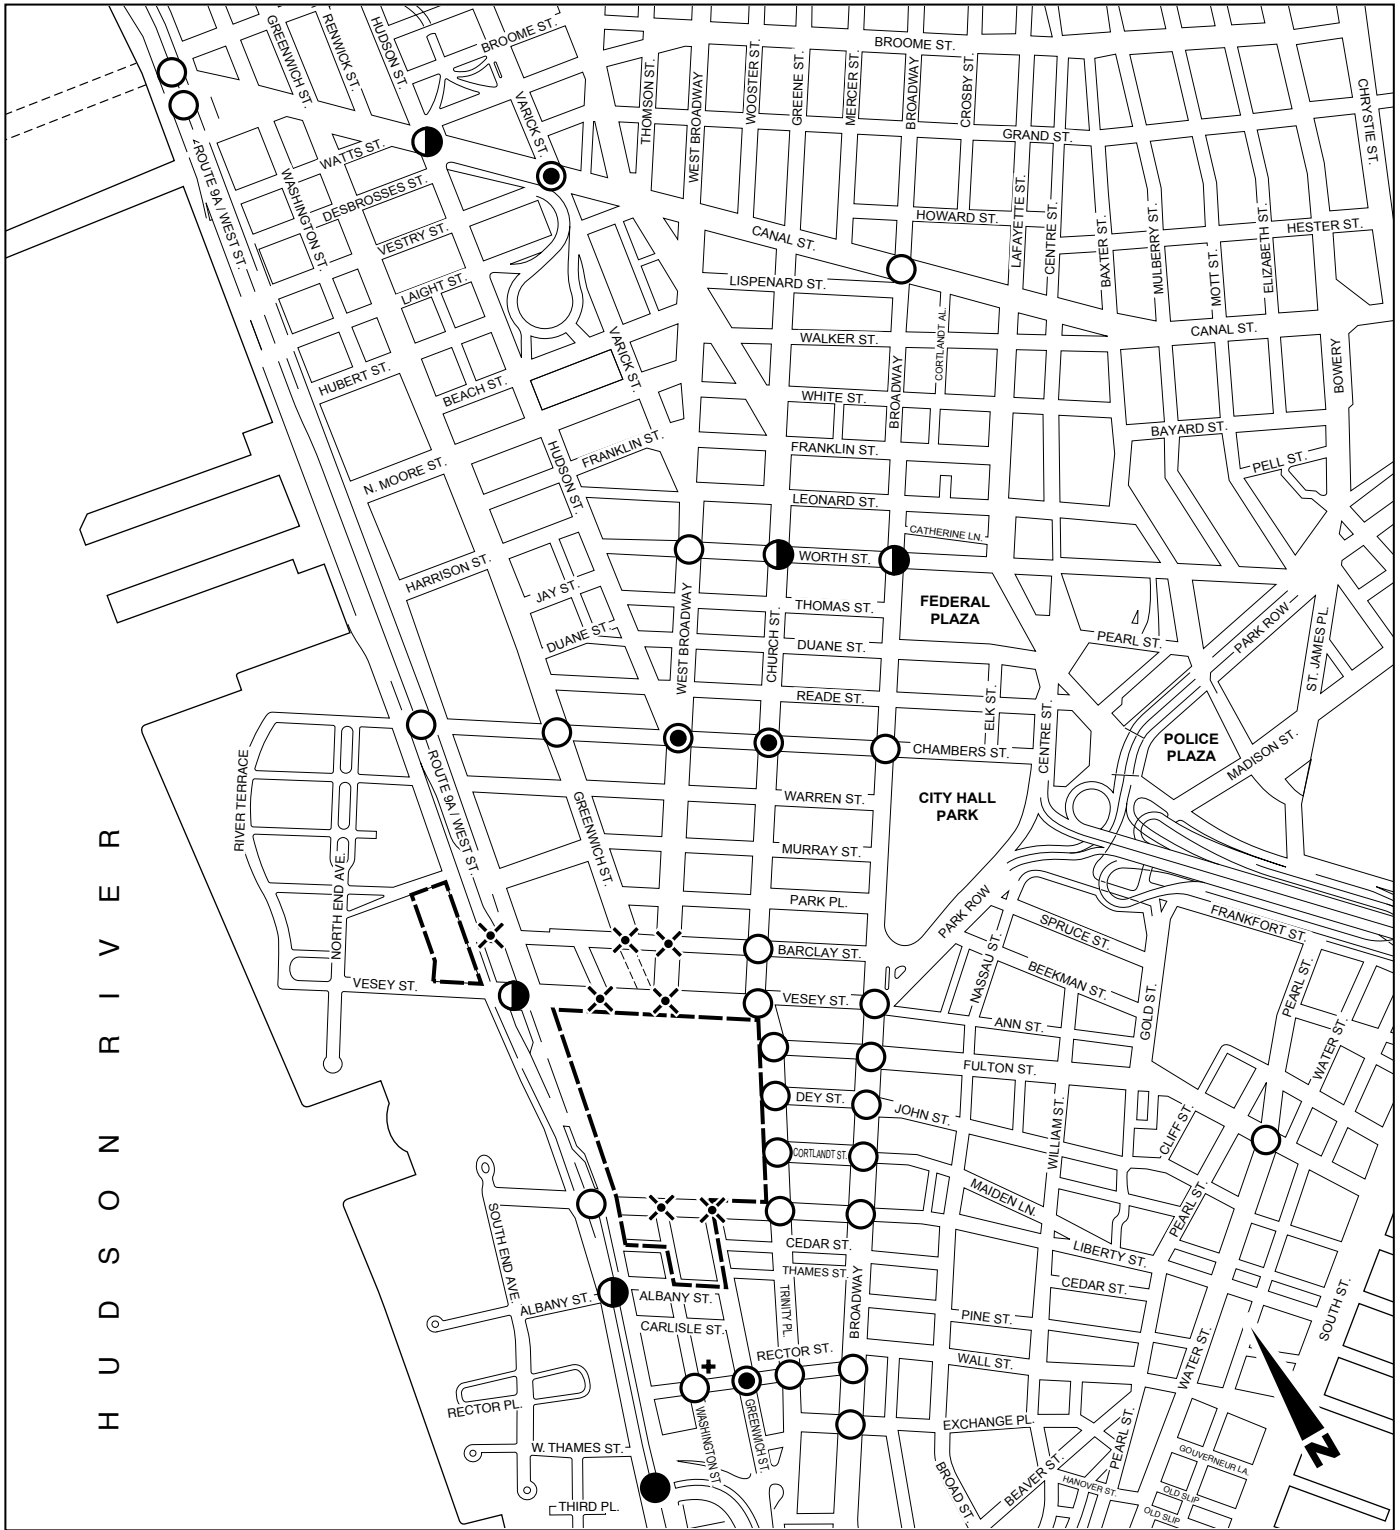 GREENWICH ST.
RENWICK ST.
HUDSON ST.
BROOME ST.
BROOME ST.
VARICK ST.
THOMSON ST.
WEST BROADWAY
WOOSTER ST.
GREENE ST.
MERCER ST.
BROADWAY
CROSBY ST.
GRAND ST.
CHRYSTIE ST.
WATTS ST.
DESBROSSES ST.
ROUTE 9A / WEST ST.
WASHINGTON ST.
VESTRY ST.
LAIGHT ST.
CANAL ST.
HOWARD ST.
LAFAYETTE ST.
CENTRE ST.
BAXTER ST.
MULBERRY ST.
MOTT ST.
ELIZABETH ST.
HESTER ST.
LISPENARD ST.
CANAL ST.
WALKER ST.
CORTLANDT AL.
BOWERY
VARICK ST.
HUBERT ST.
BEACH ST.
WHITE ST.
BROADWAY
BAYARD ST.
FRANKLIN ST.
FRANKLIN ST.
PELL ST.
N. MOORE ST.
HUDSON ST.
LEONARD ST.
CATHERINE LN.
WORTH ST.
HARRISON ST.
JAY ST.
THOMAS ST.
FEDERAL
PLAZA
DUANE ST.
WEST BROADWAY
CHURCH ST.
DUANE ST.
PEARL ST.
PARK ROW
ST. JAMES PL.
READE ST.
ELK ST.
CENTRE ST.
CHAMBERS ST.
POLICE
PLAZA
MADISON ST.
RIVER TERRACE
ROUTE 9A / WEST ST.
GREENWICH ST.
WARREN ST.
CITY HALL
PARK
MURRAY ST.
NORTH END AVE.
PARK PL.
PARK ROW
SPRUCE ST.
FRANKFORT ST.
BARCLAY ST.
NASSAU ST.
BEEKMAN ST.
PEARL ST.
VESEY ST.
VESEY ST.
GOLD ST.
ANN ST.
WATER ST.
FULTON ST.
DEY ST.
JOHN ST.
WILLIAM ST.
CLIFF ST.
CORTLANDT ST.
MAIDEN LN.
PEARL ST.
HUDSON RIVER
SOUTH END AVE.
CEDAR ST.
LIBERTY ST.
THAMES ST.
CEDAR ST.
ALBANY ST.
ALBANY ST.
TRINITY PL.
BROADWAY
PINE ST.
SOUTH ST.
CARLISLE ST.
RECTOR ST.
WALL ST.
WATER ST.
RECTOR PL.
WASHINGTON ST.
GREENWICH ST.
EXCHANGE PL.
PEARL ST.
W. THAMES ST.
GOUVERNEUR LA.
BROAD ST.
BEAVER ST.
HANOVER ST.
OLD SLIP
OLD SLIP
THIRD PL.
N